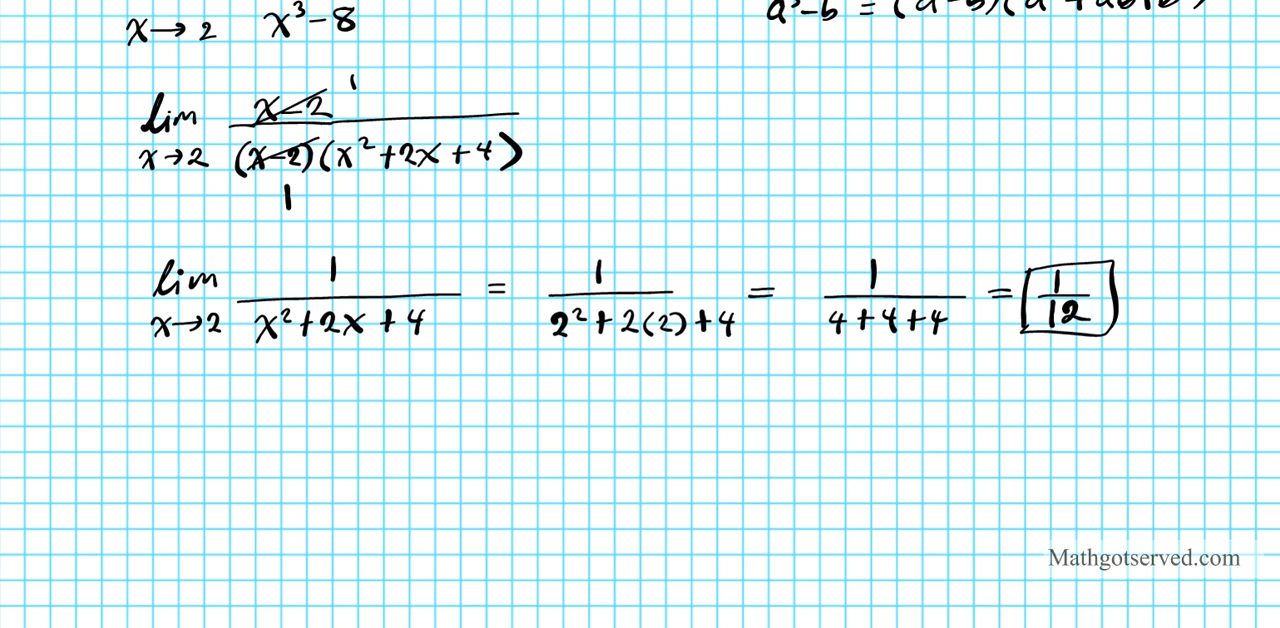 x→2 x³-8
lim x-2 1
x→2 (x-2)(x²+2x+4)
1
lim 1 = 1 = 1 = 1
x→2 x²+2x+4 2²+2(2)+4 4+4+4 12
Mathgotserved.com